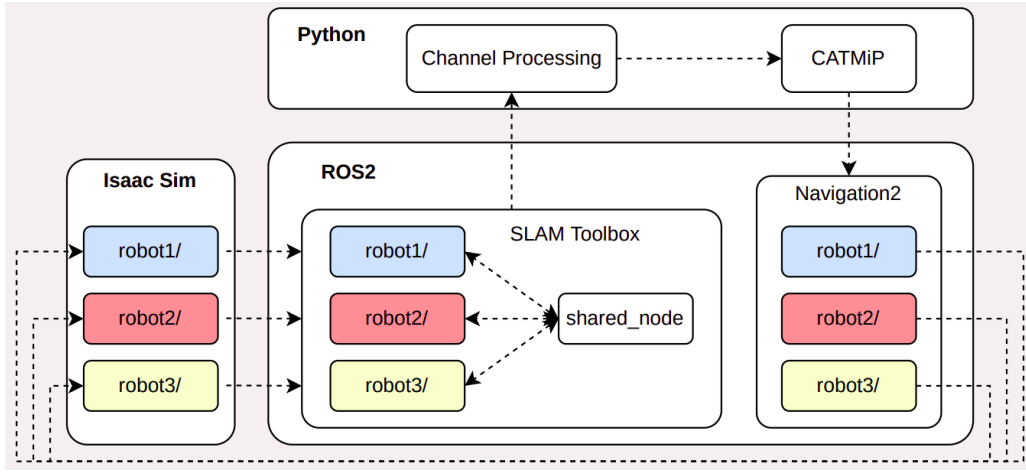 Python
Channel Processing
CATMiP
Isaac Sim
robot1/
robot2/
robot3/
ROS2
SLAM Toolbox
robot1/
robot2/
robot3/
shared_node
Navigation2
robot1/
robot2/
robot3/